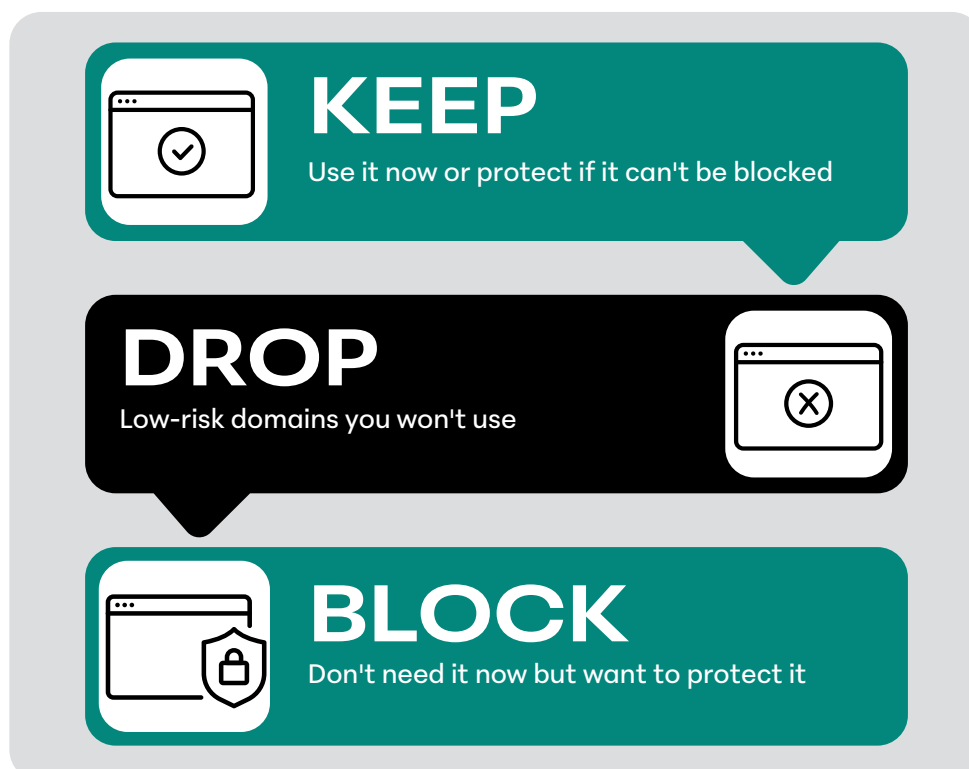 KEEP
Use it now or protect if it can't be blocked
DROP
Low-risk domains you won't use
BLOCK
Don't need it now but want to protect it